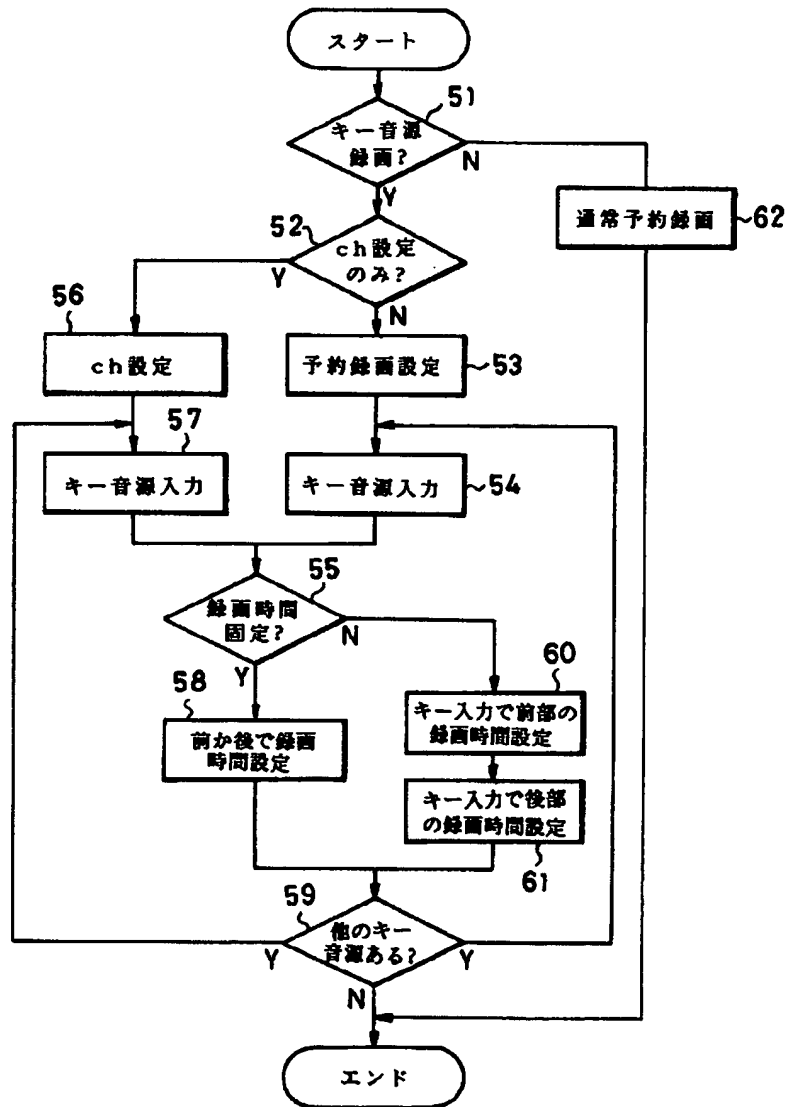 スタート
51
キー音源
録画?
N
Y
62
通常予約録画
52
ch設定
のみ?
Y
N
56
ch設定
予約録画設定
53
57
キー音源入力
キー音源入力
54
55
録画時間
固定?
N
Y
58
前か後で録画
時間設定
60
キー入力で前部の
録画時間設定
キー入力で後部
の録画時間設定
61
59
他のキー
音源ある?
Y
Y
N
エンド